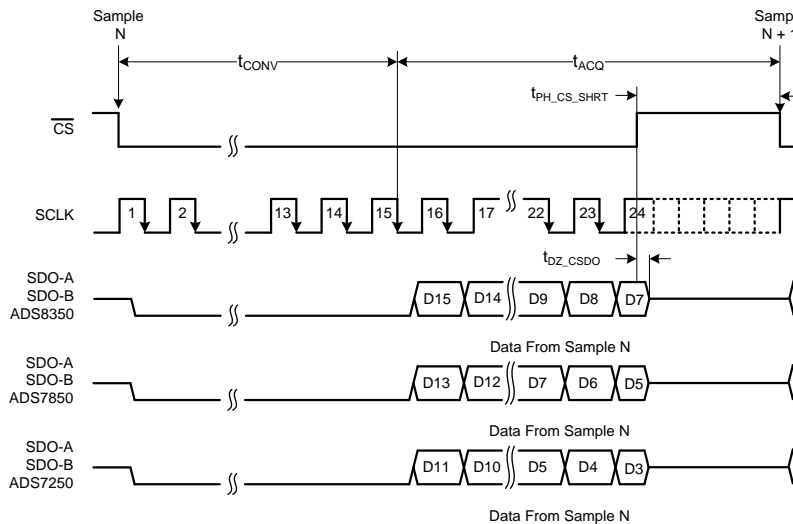 Sample
N
Samp
N + 1
tCONV
tACQ
tPH_CS_SHRT
CS
SCLK
1 2 13 14 15 16 17 22 23 24
tDZ_CSDO
SDO-A
SDO-B
ADS8350
D15 D14 D9 D8 D7
Data From Sample N
SDO-A
SDO-B
ADS7850
D13 D12 D7 D6 D5
Data From Sample N
SDO-A
SDO-B
ADS7250
D11 D10 D5 D4 D3
Data From Sample N